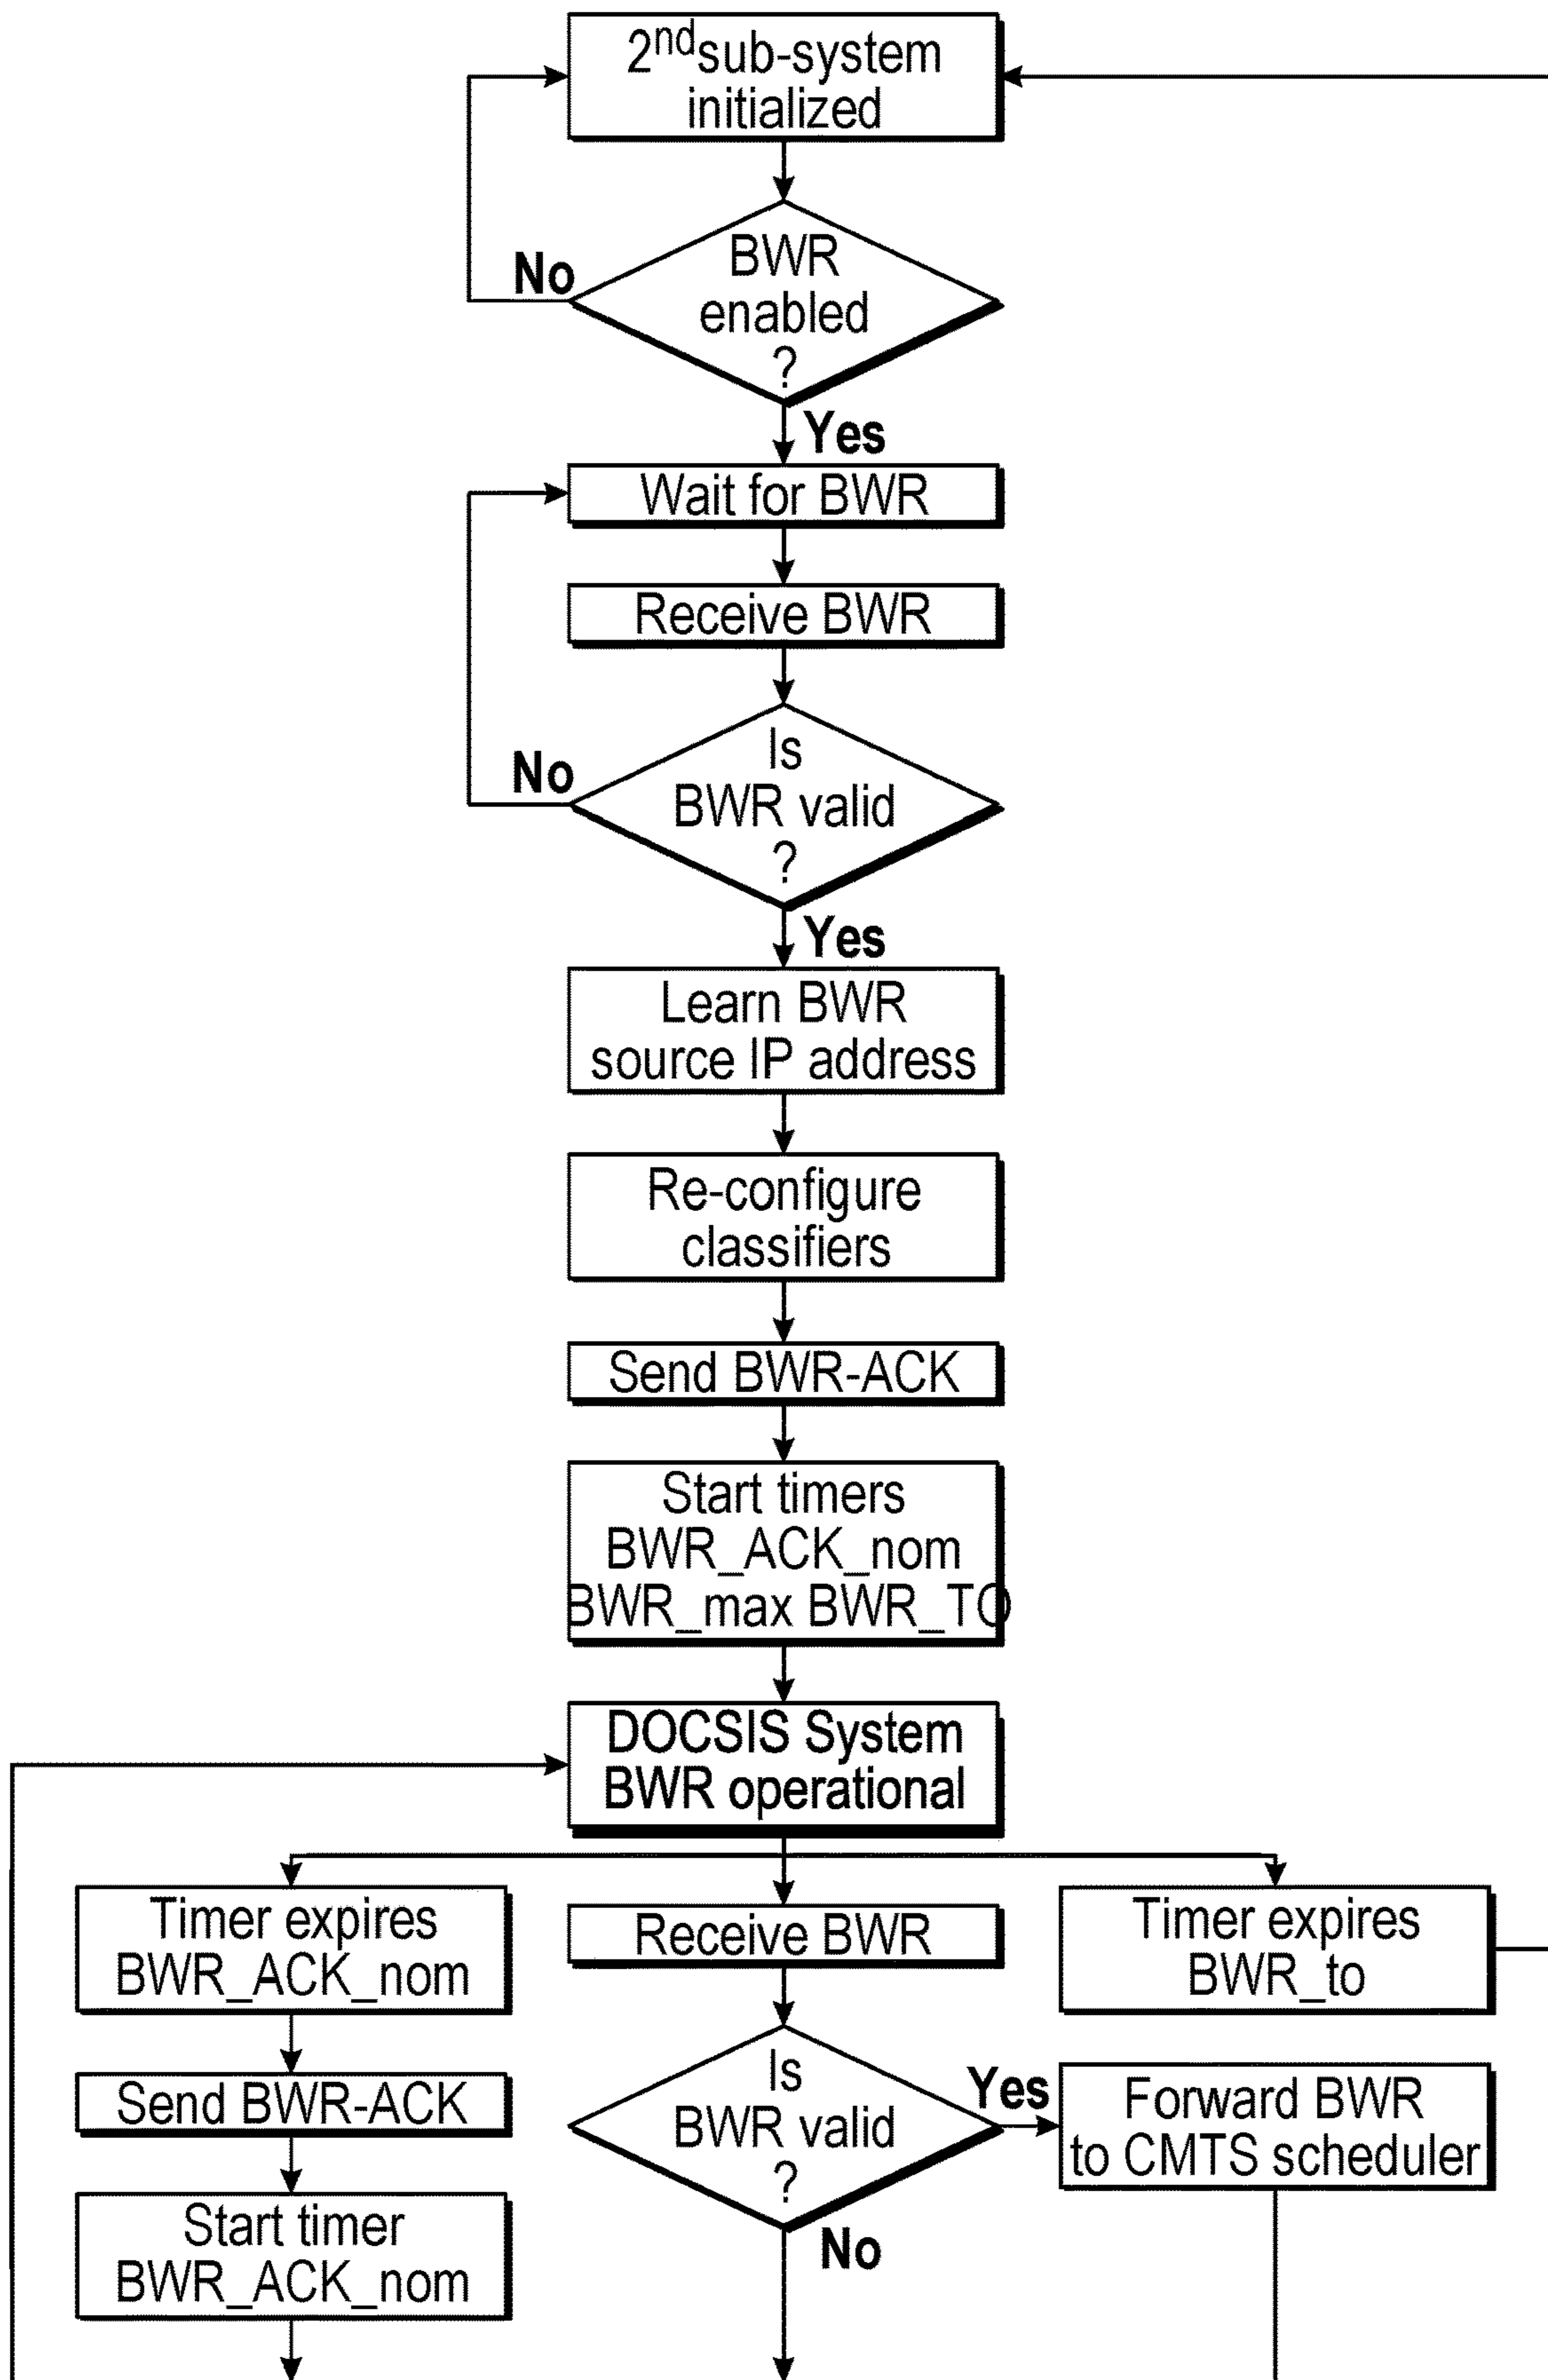 2nd sub-system
initialized
BWR
enabled
?
No
Yes
Wait for BWR
Receive BWR
Is
BWR valid
?
No
Yes
Learn BWR
source IP address
Re-configure
classifiers
Send BWR-ACK
Start timers
BWR_ACK_nom
BWR_max BWR_TO
DOCSIS System
BWR operational
Timer expires
BWR_ACK_nom
Send BWR-ACK
Start timer
BWR_ACK_nom
Receive BWR
Is
BWR valid
?
Yes
No
Timer expires
BWR_to
Forward BWR
to CMTS scheduler